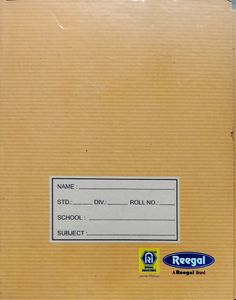 NAME :
STD.: DIV.: ROLL NO.:
SCHOOL :
SUBJECT :
Reegal
A Reegal Brand